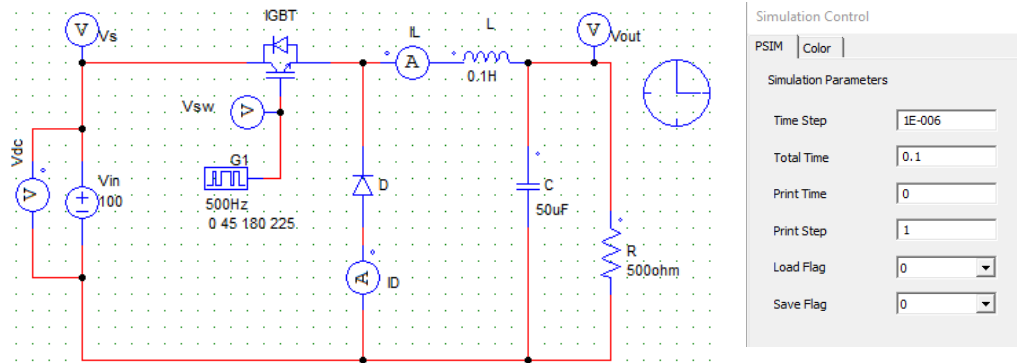 IGBT
V
Vs
IL
A
L
0.1H
V
Vout
Vsw
V
G1
500Hz
0 45 180 225.
Vdc
V
Vin
100
D
A
ID
C
50uF
R
500ohm
Simulation Control
PSIM
Color
Simulation Parameters
Time Step
1E-006
Total Time
0.1
Print Time
0
Print Step
1
Load Flag
0
Save Flag
0